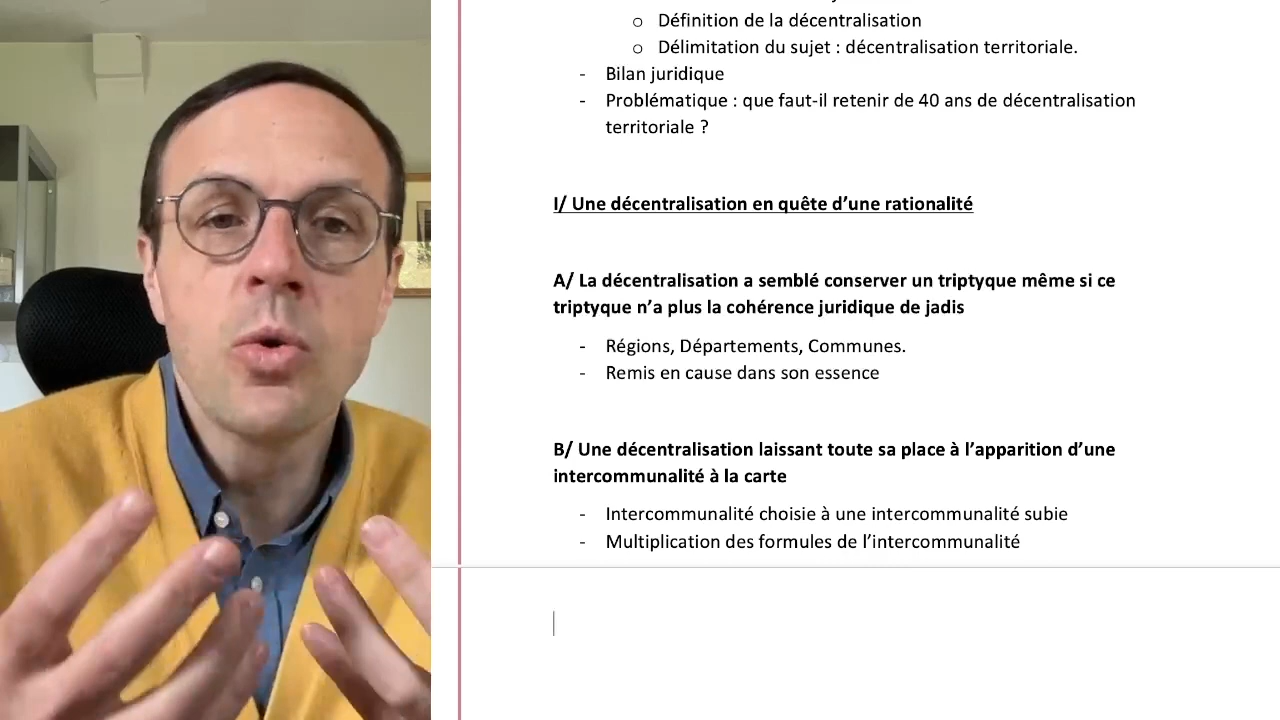 o Définition de la décentralisation
o Délimitation du sujet : décentralisation territoriale.
- Bilan juridique
- Problématique : que faut-il retenir de 40 ans de décentralisation
territoriale ?
I/ Une décentralisation en quête d’une rationalité
A/ La décentralisation a semblé conserver un triptyque même si ce
triptyque n’a plus la cohérence juridique de jadis
- Régions, Départements, Communes.
- Remis en cause dans son essence
B/ Une décentralisation laissant toute sa place à l’apparition d’une
intercommunalité à la carte
- Intercommunalité choisie à une intercommunalité subie
- Multiplication des formules de l’intercommunalité